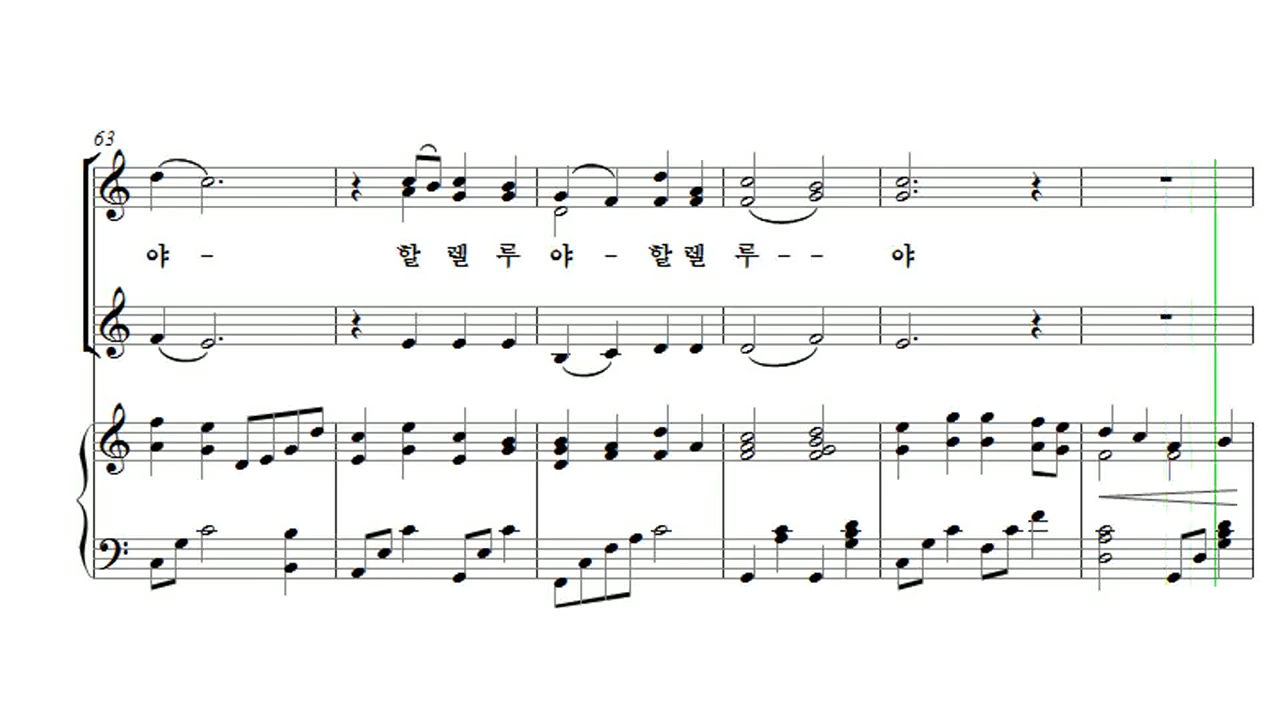 63
야 - 할 렐 루 야 - 할 렐 루 - - 야